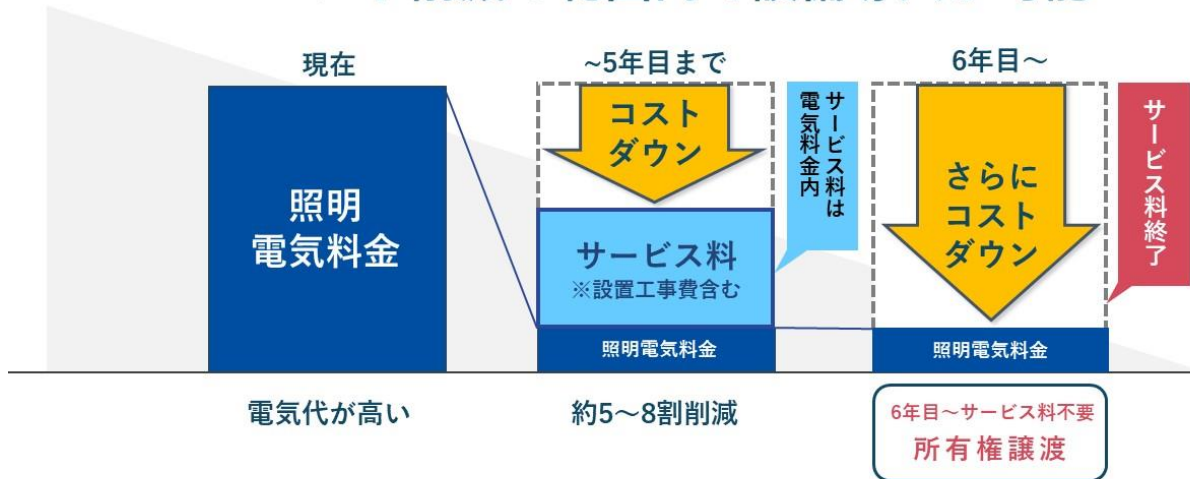 現在
~5年目まで
6年目～
照明
電気料金
コスト
ダウン
サービス料は
電気料金内
サービス料
※設置工事費含む
照明電気料金
さらに
コスト
ダウン
サービス料終了
照明電気料金
電気代が高い
約5～8割削減
6年目～サービス料不要
所有権譲渡